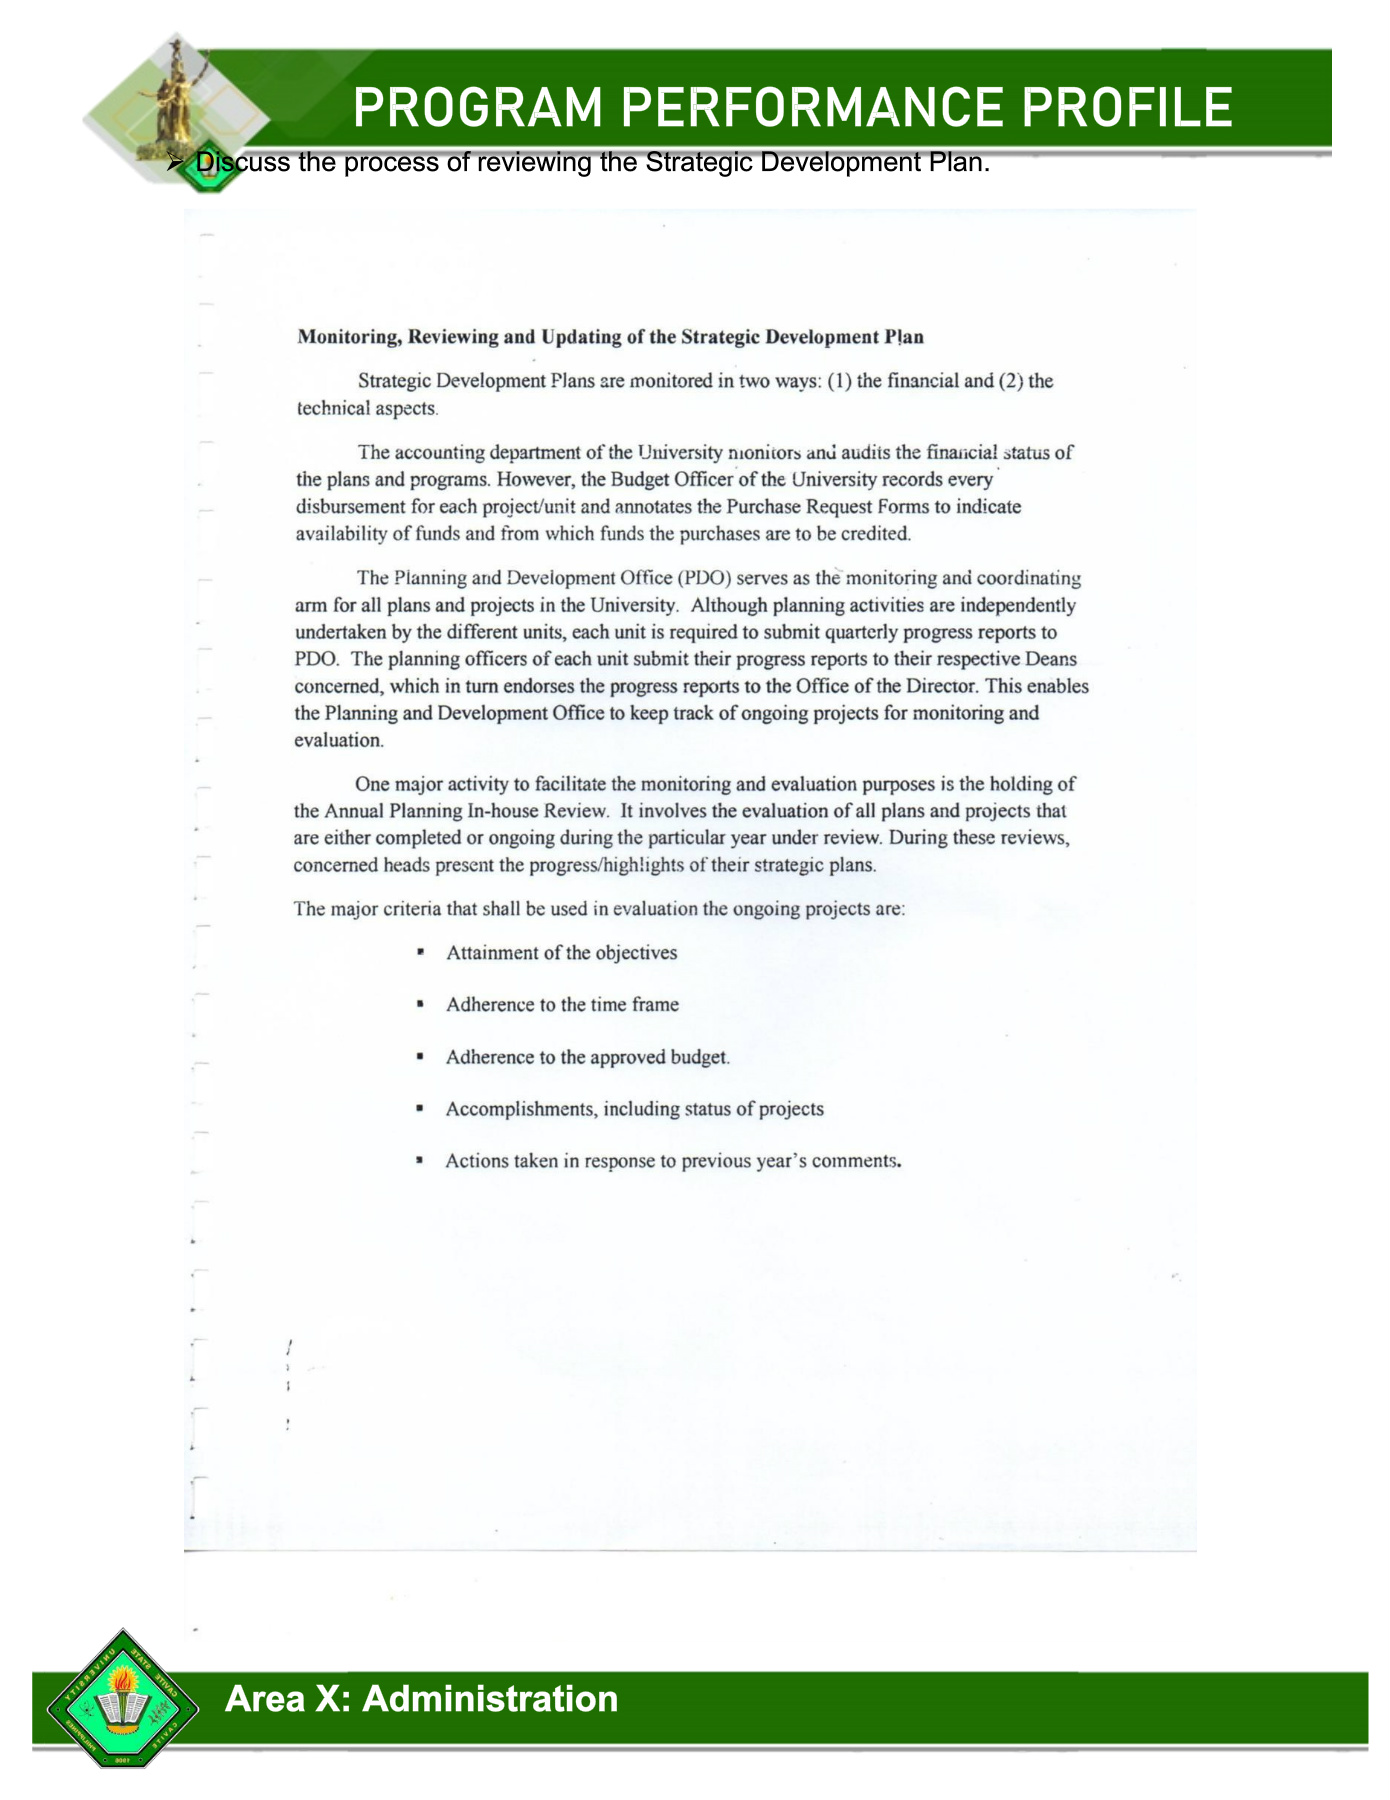 PROGRAM PERFORMANCE PROFILE
➢ Discuss the process of reviewing the Strategic Development Plan.
Monitoring, Reviewing and Updating of the Strategic Development Plan
Strategic Development Plans are monitored in two ways: (1) the financial and (2) the
technical aspects.
The accounting department of the University monitors and audits the financial status of
the plans and programs. However, the Budget Officer of the University records every
disbursement for each project/unit and annotates the Purchase Request Forms to indicate
availability of funds and from which funds the purchases are to be credited.
The Planning and Development Office (PDO) serves as the monitoring and coordinating
arm for all plans and projects in the University. Although planning activities are independently
undertaken by the different units, each unit is required to submit quarterly progress reports to
PDO. The planning officers of each unit submit their progress reports to their respective Deans
concerned, which in turn endorses the progress reports to the Office of the Director. This enables
the Planning and Development Office to keep track of ongoing projects for monitoring and
evaluation.
One major activity to facilitate the monitoring and evaluation purposes is the holding of
the Annual Planning In-house Review. It involves the evaluation of all plans and projects that
are either completed or ongoing during the particular year under review. During these reviews,
concerned heads present the progress/highlights of their strategic plans.
The major criteria that shall be used in evaluation the ongoing projects are:
▪ Attainment of the objectives
▪ Adherence to the time frame
▪ Adherence to the approved budget.
▪ Accomplishments, including status of projects
▪ Actions taken in response to previous year's comments.
CAVITE STATE UNIVERSITY
CAVITE
PHILIPPINES
1906
Area X: Administration